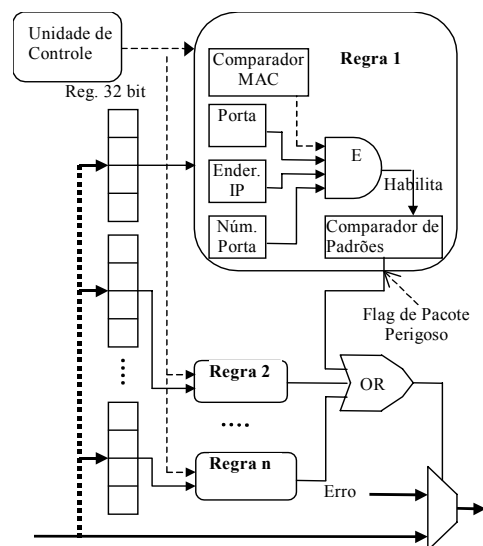 Unidade de
Controle
Reg. 32 bit
Regra 1
Comparador
MAC
Porta
Ender.
IP
Núm.
Porta
E
Habilita
Comparador de
Padrões
Flag de Pacote
Perigoso
Regra 2
OR
....
....
Regra n
Erro